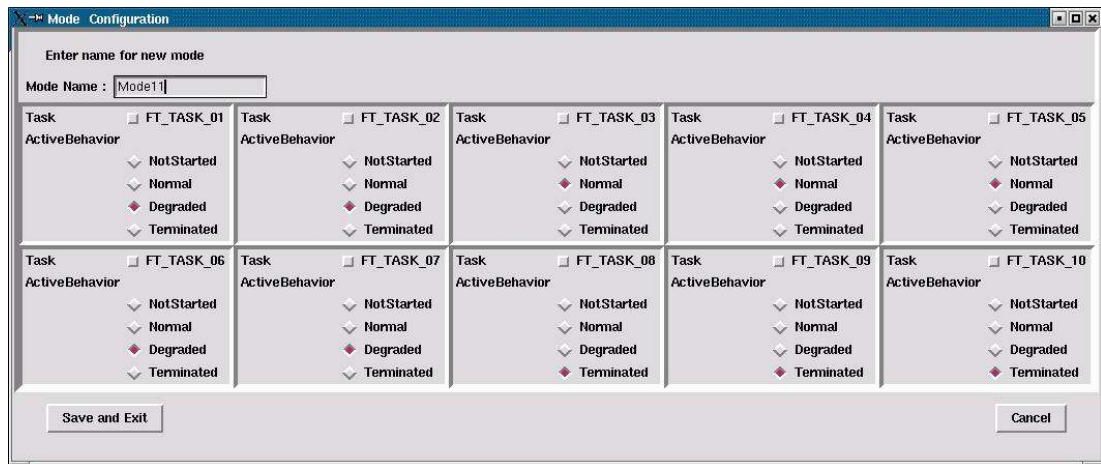 Mode Configuration
Enter name for new mode
Mode Name : Mode11
Task FT_TASK_01 Task FT_TASK_02 Task FT_TASK_03 Task FT_TASK_04 Task FT_TASK_05
ActiveBehavior ActiveBehavior ActiveBehavior ActiveBehavior ActiveBehavior
NotStarted NotStarted NotStarted NotStarted NotStarted
Normal Normal Normal Normal Normal
Degraded Degraded Degraded Degraded Degraded
Terminated Terminated Terminated Terminated Terminated
Task FT_TASK_06 Task FT_TASK_07 Task FT_TASK_08 Task FT_TASK_09 Task FT_TASK_10
ActiveBehavior ActiveBehavior ActiveBehavior ActiveBehavior ActiveBehavior
NotStarted NotStarted NotStarted NotStarted NotStarted
Normal Normal Normal Normal Normal
Degraded Degraded Degraded Degraded Degraded
Terminated Terminated Terminated Terminated Terminated
Save and Exit Cancel